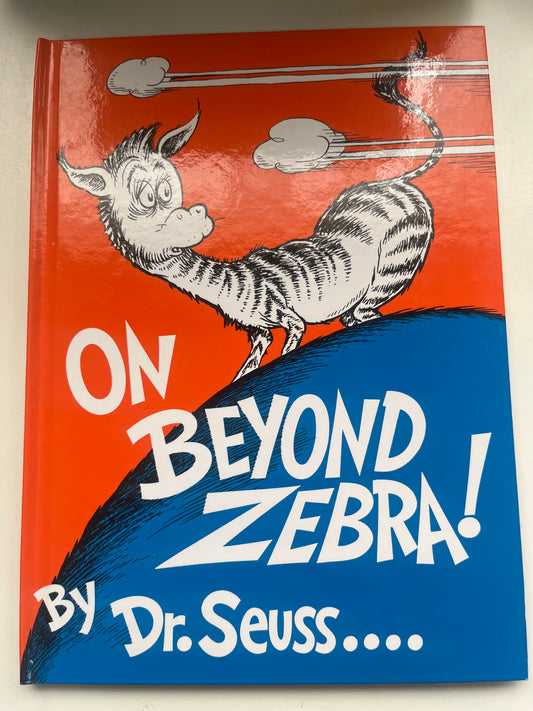 ON
BEYOND
ZEBRA!
By Dr. Seuss....